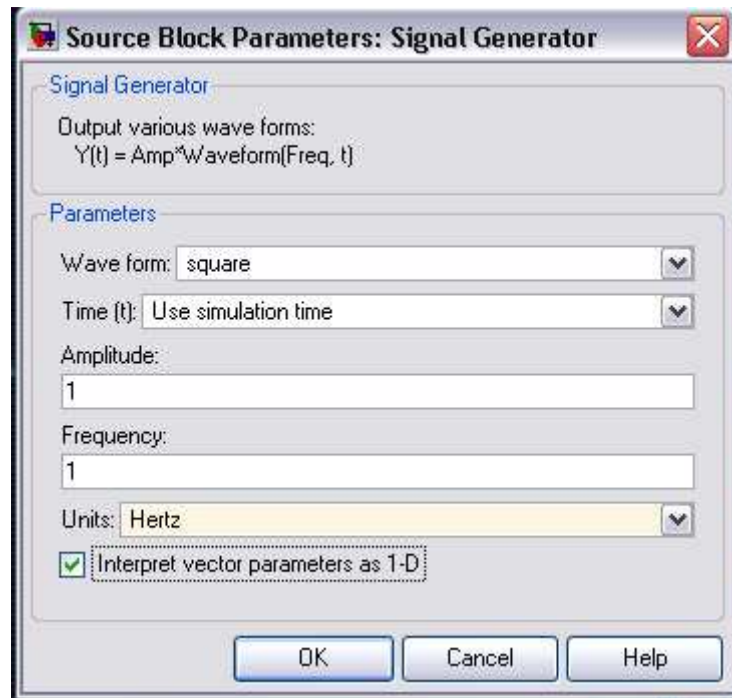 Source Block Parameters: Signal Generator
Signal Generator
Output various wave forms:
Y(t) = Amp*Waveform(Freq, t)
Parameters
Wave form: square
Time (t): Use simulation time
Amplitude:
1
Frequency:
1
Units: Hertz
Interpret vector parameters as 1-D
OK Cancel Help